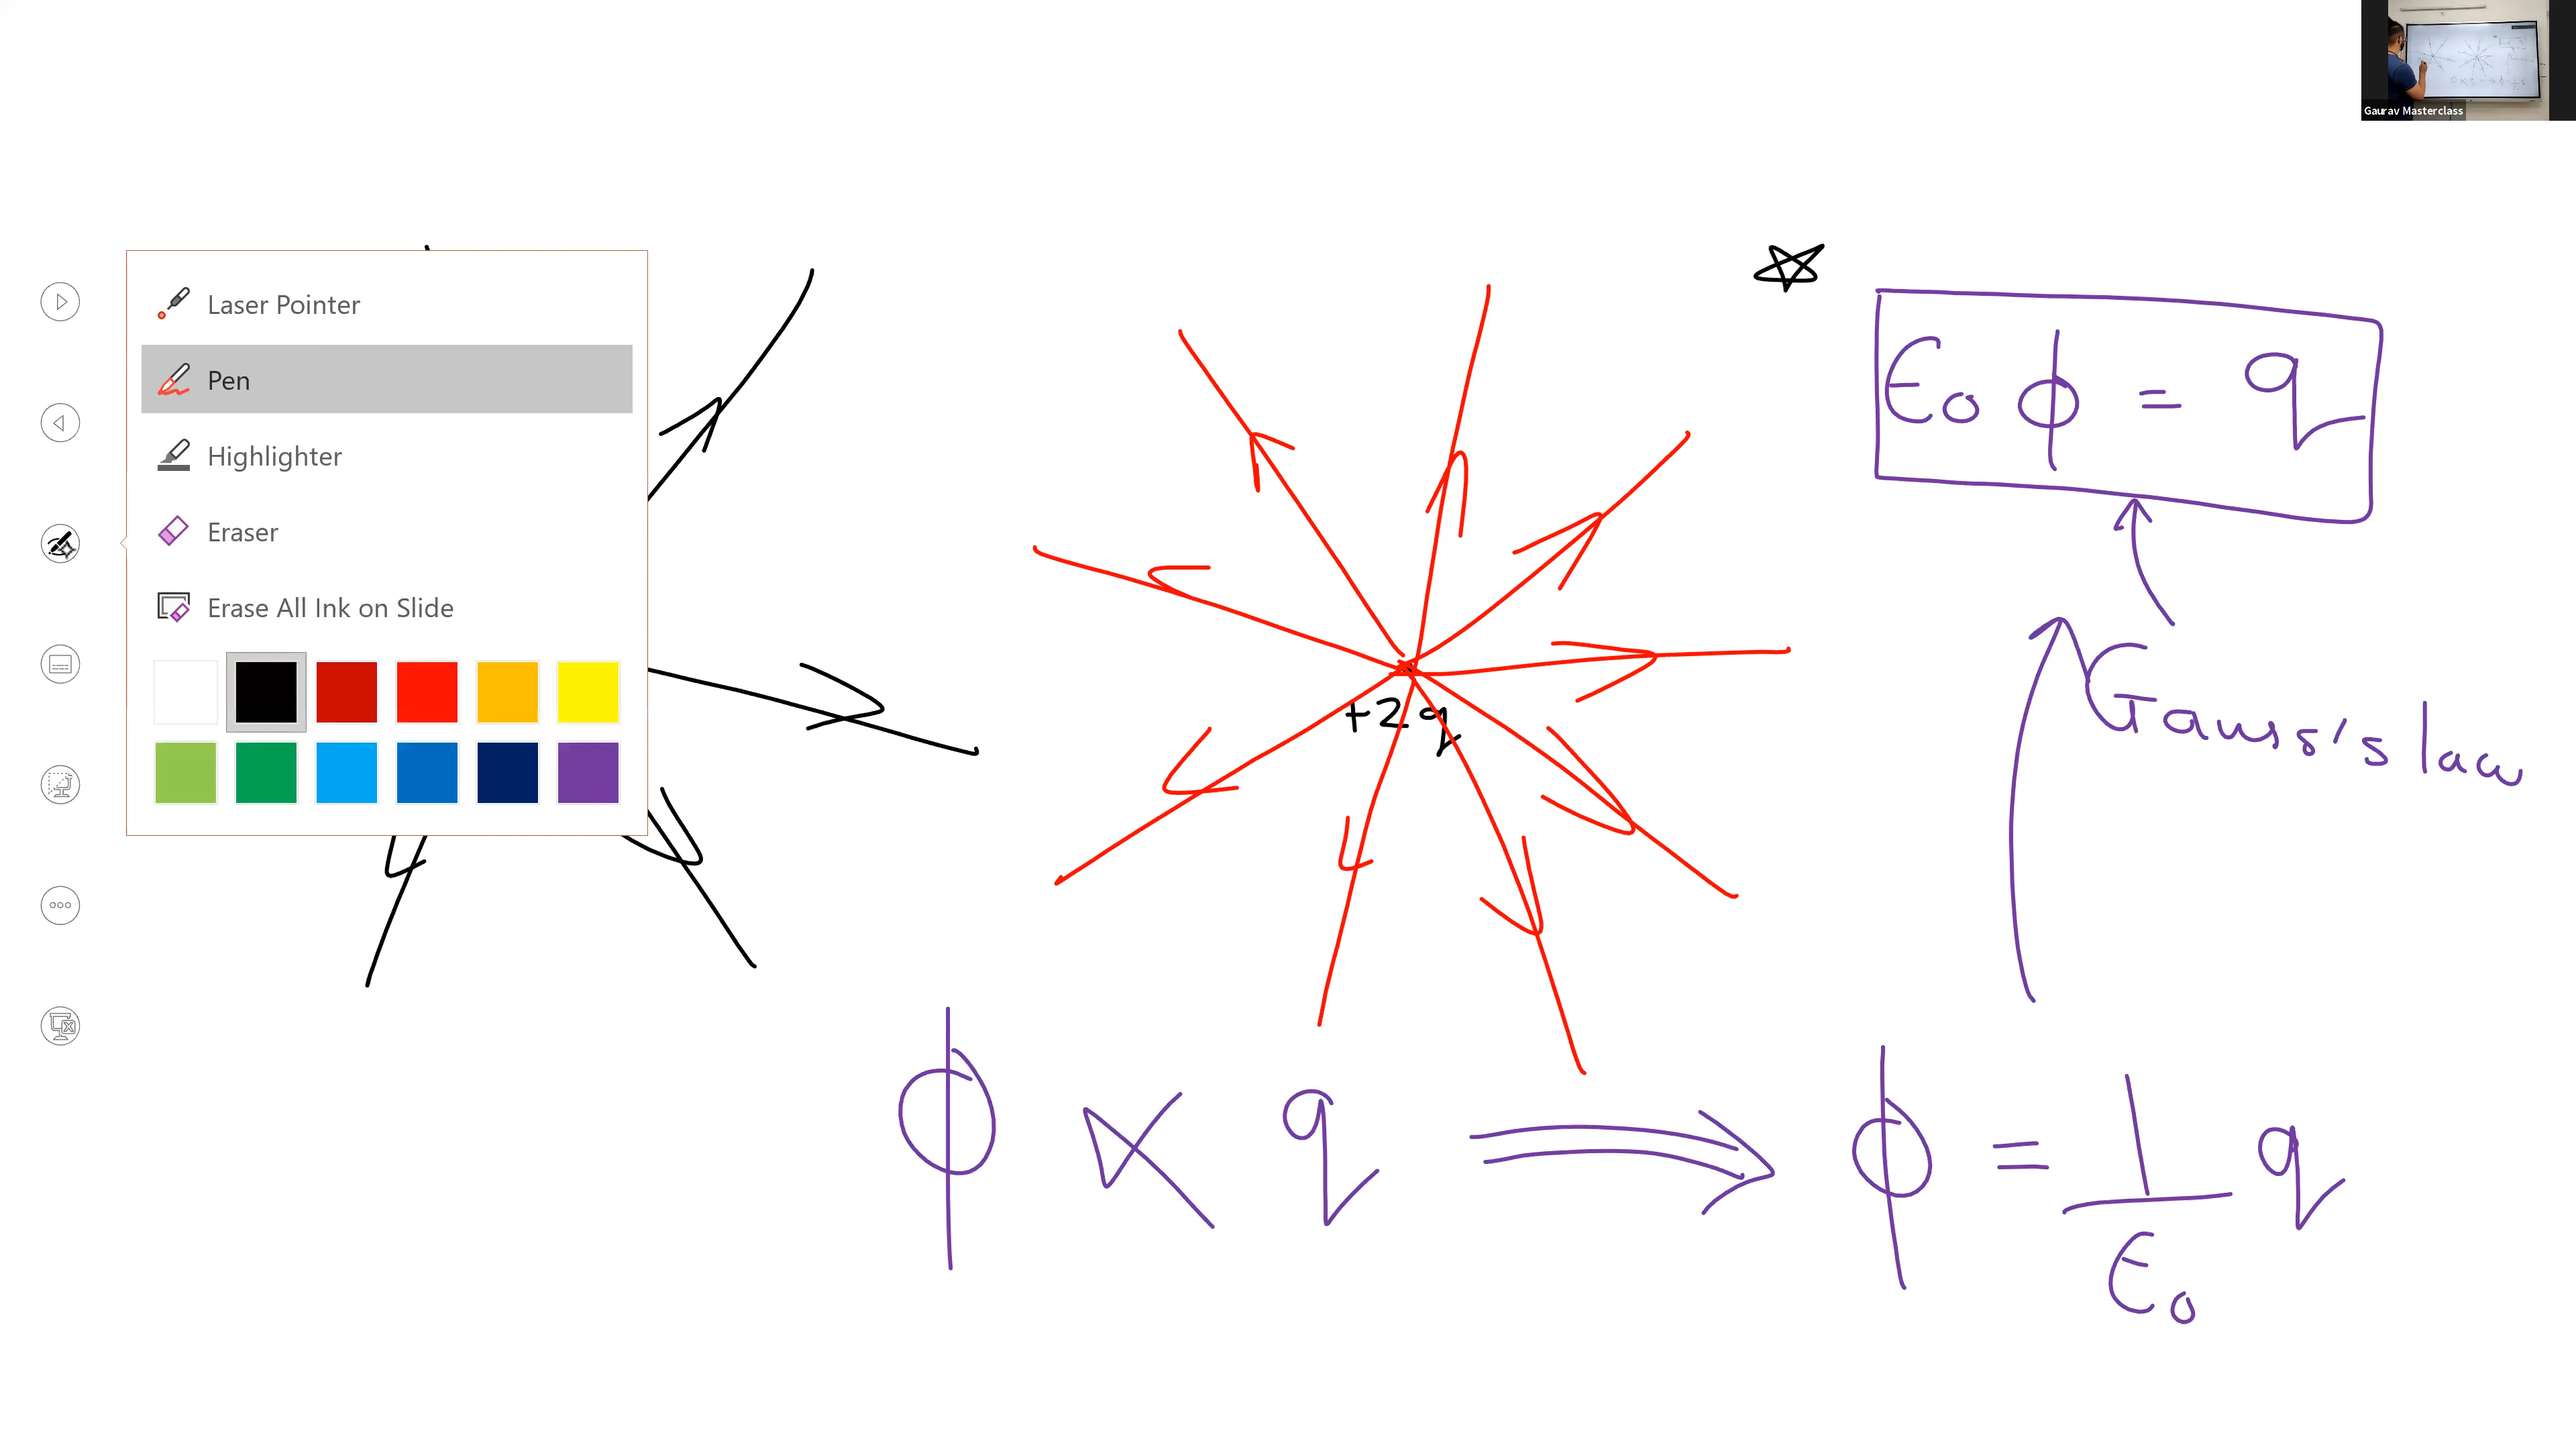 Gaurav Masterclass
Laser Pointer
Pen
Highlighter
Eraser
Erase All Ink on Slide
+2q
ϵ₀ ϕ = q
Gauss's law
ϕ ∝ q ⟹ ϕ = 1/ϵ₀ q